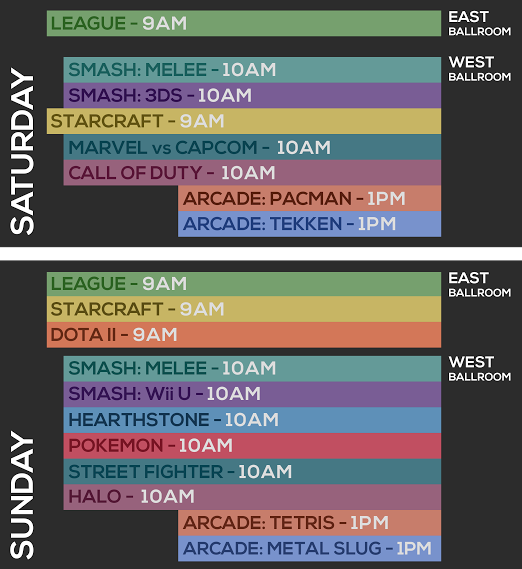 SATURDAY
LEAGUE - 9AM
EAST
BALLROOM
SMASH: MELEE - 10AM
WEST
BALLROOM
SMASH: 3DS - 10AM
STARCRAFT - 9AM
MARVEL vs CAPCOM - 10AM
CALL OF DUTY - 10AM
ARCADE: PACMAN - 1PM
ARCADE: TEKKEN - 1PM
SUNDAY
LEAGUE - 9AM
EAST
BALLROOM
STARCRAFT - 9AM
DOTA II - 9AM
SMASH: MELEE - 10AM
WEST
BALLROOM
SMASH: Wii U - 10AM
HEARTHSTONE - 10AM
POKEMON - 10AM
STREET FIGHTER - 10AM
HALO - 10AM
ARCADE: TETRIS - 1PM
ARCADE: METAL SLUG - 1PM